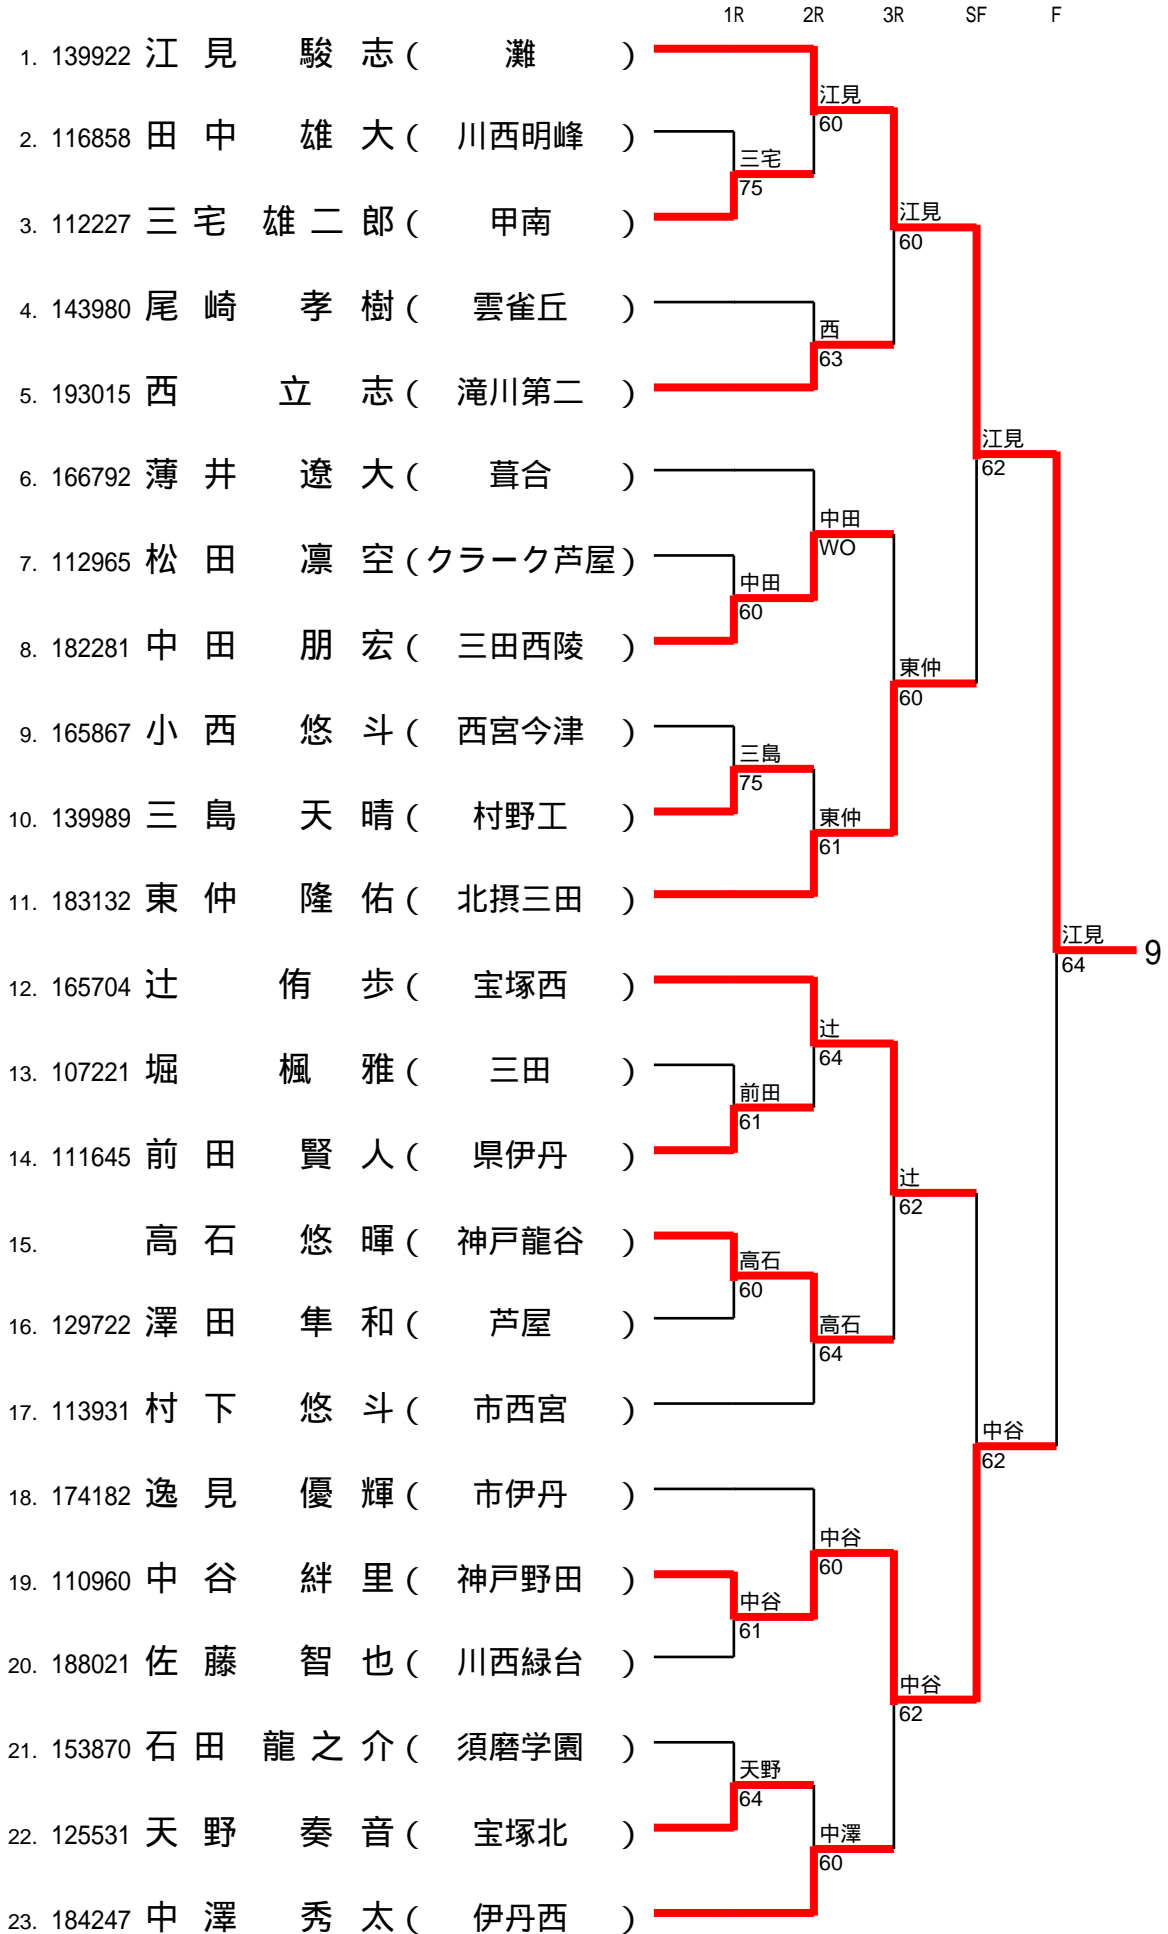 1R 2R 3R SF F
1. 139922 江見 駿志 ( 灘 )
江見
60
2. 116858 田中 雄大 ( 川西明峰 )
三宅
75
3. 112227 三宅 雄二郎 ( 甲南 )
江見
60
4. 143980 尾崎 孝樹 ( 雲雀丘 )
西
63
5. 193015 西 立志 ( 滝川第二 )
江見
62
6. 166792 薄井 遼大 ( 葺合 )
中田
WO
7. 112965 松田 凛空 ( クラーク芦屋 )
中田
60
8. 182281 中田 朋宏 ( 三田西陵 )
東仲
60
9. 165867 小西 悠斗 ( 西宮今津 )
三島
75
10. 139989 三島 天晴 ( 村野工 )
東仲
61
11. 183132 東仲 隆佑 ( 北摂三田 )
江見
64
9
12. 165704 辻 侑歩 ( 宝塚西 )
辻
64
13. 107221 堀 楓雅 ( 三田 )
前田
61
14. 111645 前田 賢人 ( 県伊丹 )
辻
62
15. 高石 悠暉 ( 神戸龍谷 )
高石
60
16. 129722 澤田 隼和 ( 芦屋 )
高石
64
17. 113931 村下 悠斗 ( 市西宮 )
中谷
62
18. 174182 逸見 優輝 ( 市伊丹 )
中谷
60
19. 110960 中谷 絆里 ( 神戸野田 )
中谷
61
20. 188021 佐藤 智也 ( 川西緑台 )
中谷
62
21. 153870 石田 龍之介 ( 須磨学園 )
天野
64
22. 125531 天野 奏音 ( 宝塚北 )
中澤
60
23. 184247 中澤 秀太 ( 伊丹西 )